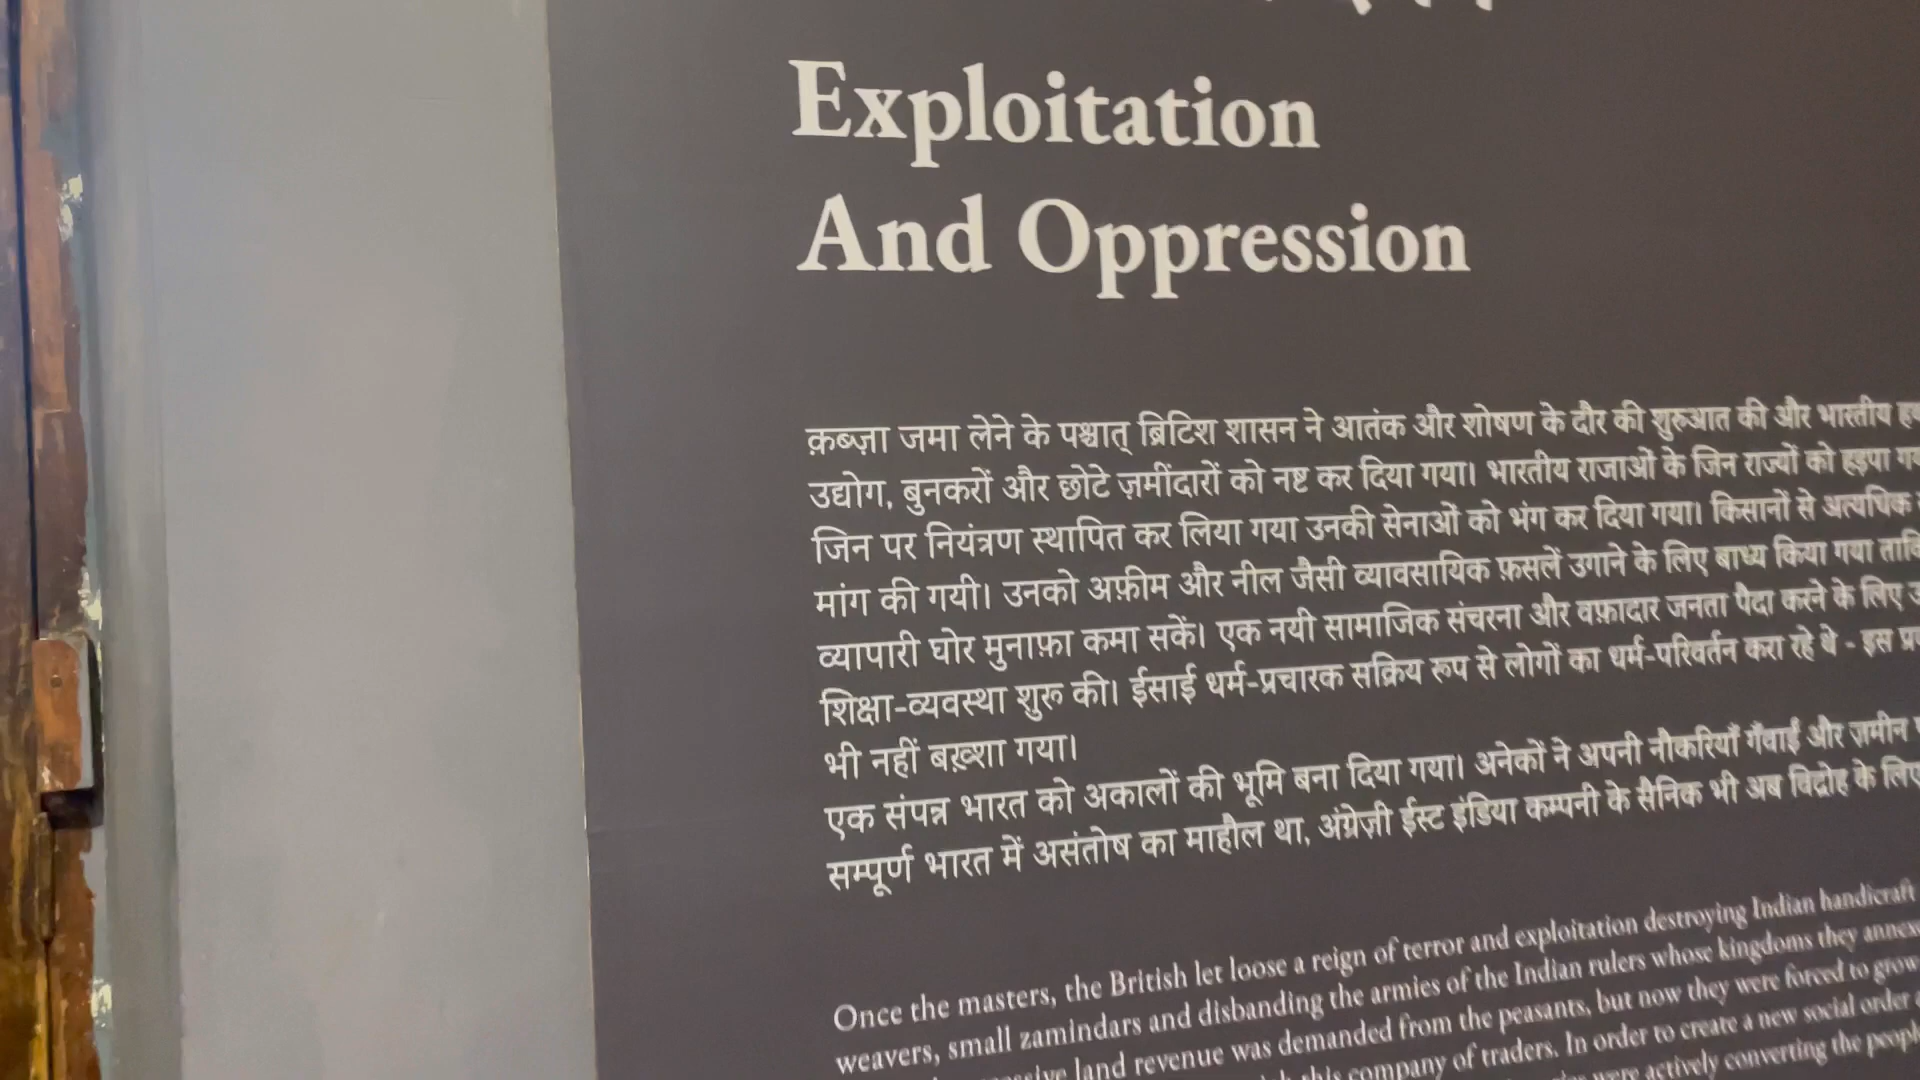 Exploitation
And Oppression
क़ब्ज़ा जमा लेने के पश्चात् ब्रिटिश शासन ने आतंक और शोषण के दौर की शुरुआत की और भारतीय
उद्योग, बुनकरों और छोटे ज़मींदारों को नष्ट कर दिया गया। भारतीय राजाओं के जिन राज्यों को हड़पा
जिन पर नियंत्रण स्थापित कर लिया गया उनकी सेनाओं को भंग कर दिया गया। किसानों से अत्यधिक
मांग की गयी। उनको अफ़ीम और नील जैसी व्यावसायिक फ़सलें उगाने के लिए बाध्य किया गया
व्यापारी घोर मुनाफ़ा कमा सकें। एक नयी सामाजिक संचरना और वफ़ादार जनता पैदा करने के लिए
शिक्षा-व्यवस्था शुरू की। ईसाई धर्म-प्रचारक सक्रिय रूप से लोगों का धर्म-परिवर्तन करा रहे थे - इस
भी नहीं बख़्शा गया।
एक संपन्न भारत को अकालों की भूमि बना दिया गया। अनेकों ने अपनी नौकरियाँ गँवाईं और ज़मीन
सम्पूर्ण भारत में असंतोष का माहौल था, अंग्रेज़ी ईस्ट इंडिया कम्पनी के सैनिक भी अब विद्रोह के
Once the masters, the British let loose a reign of terror and exploitation destroying Indian handicraft
weavers, small zamindars and disbanding the armies of the Indian rulers whose kingdoms they
land revenue was demanded from the peasants, but now they were forced to grow
this company of traders. In order to create a new social order
were actively converting the